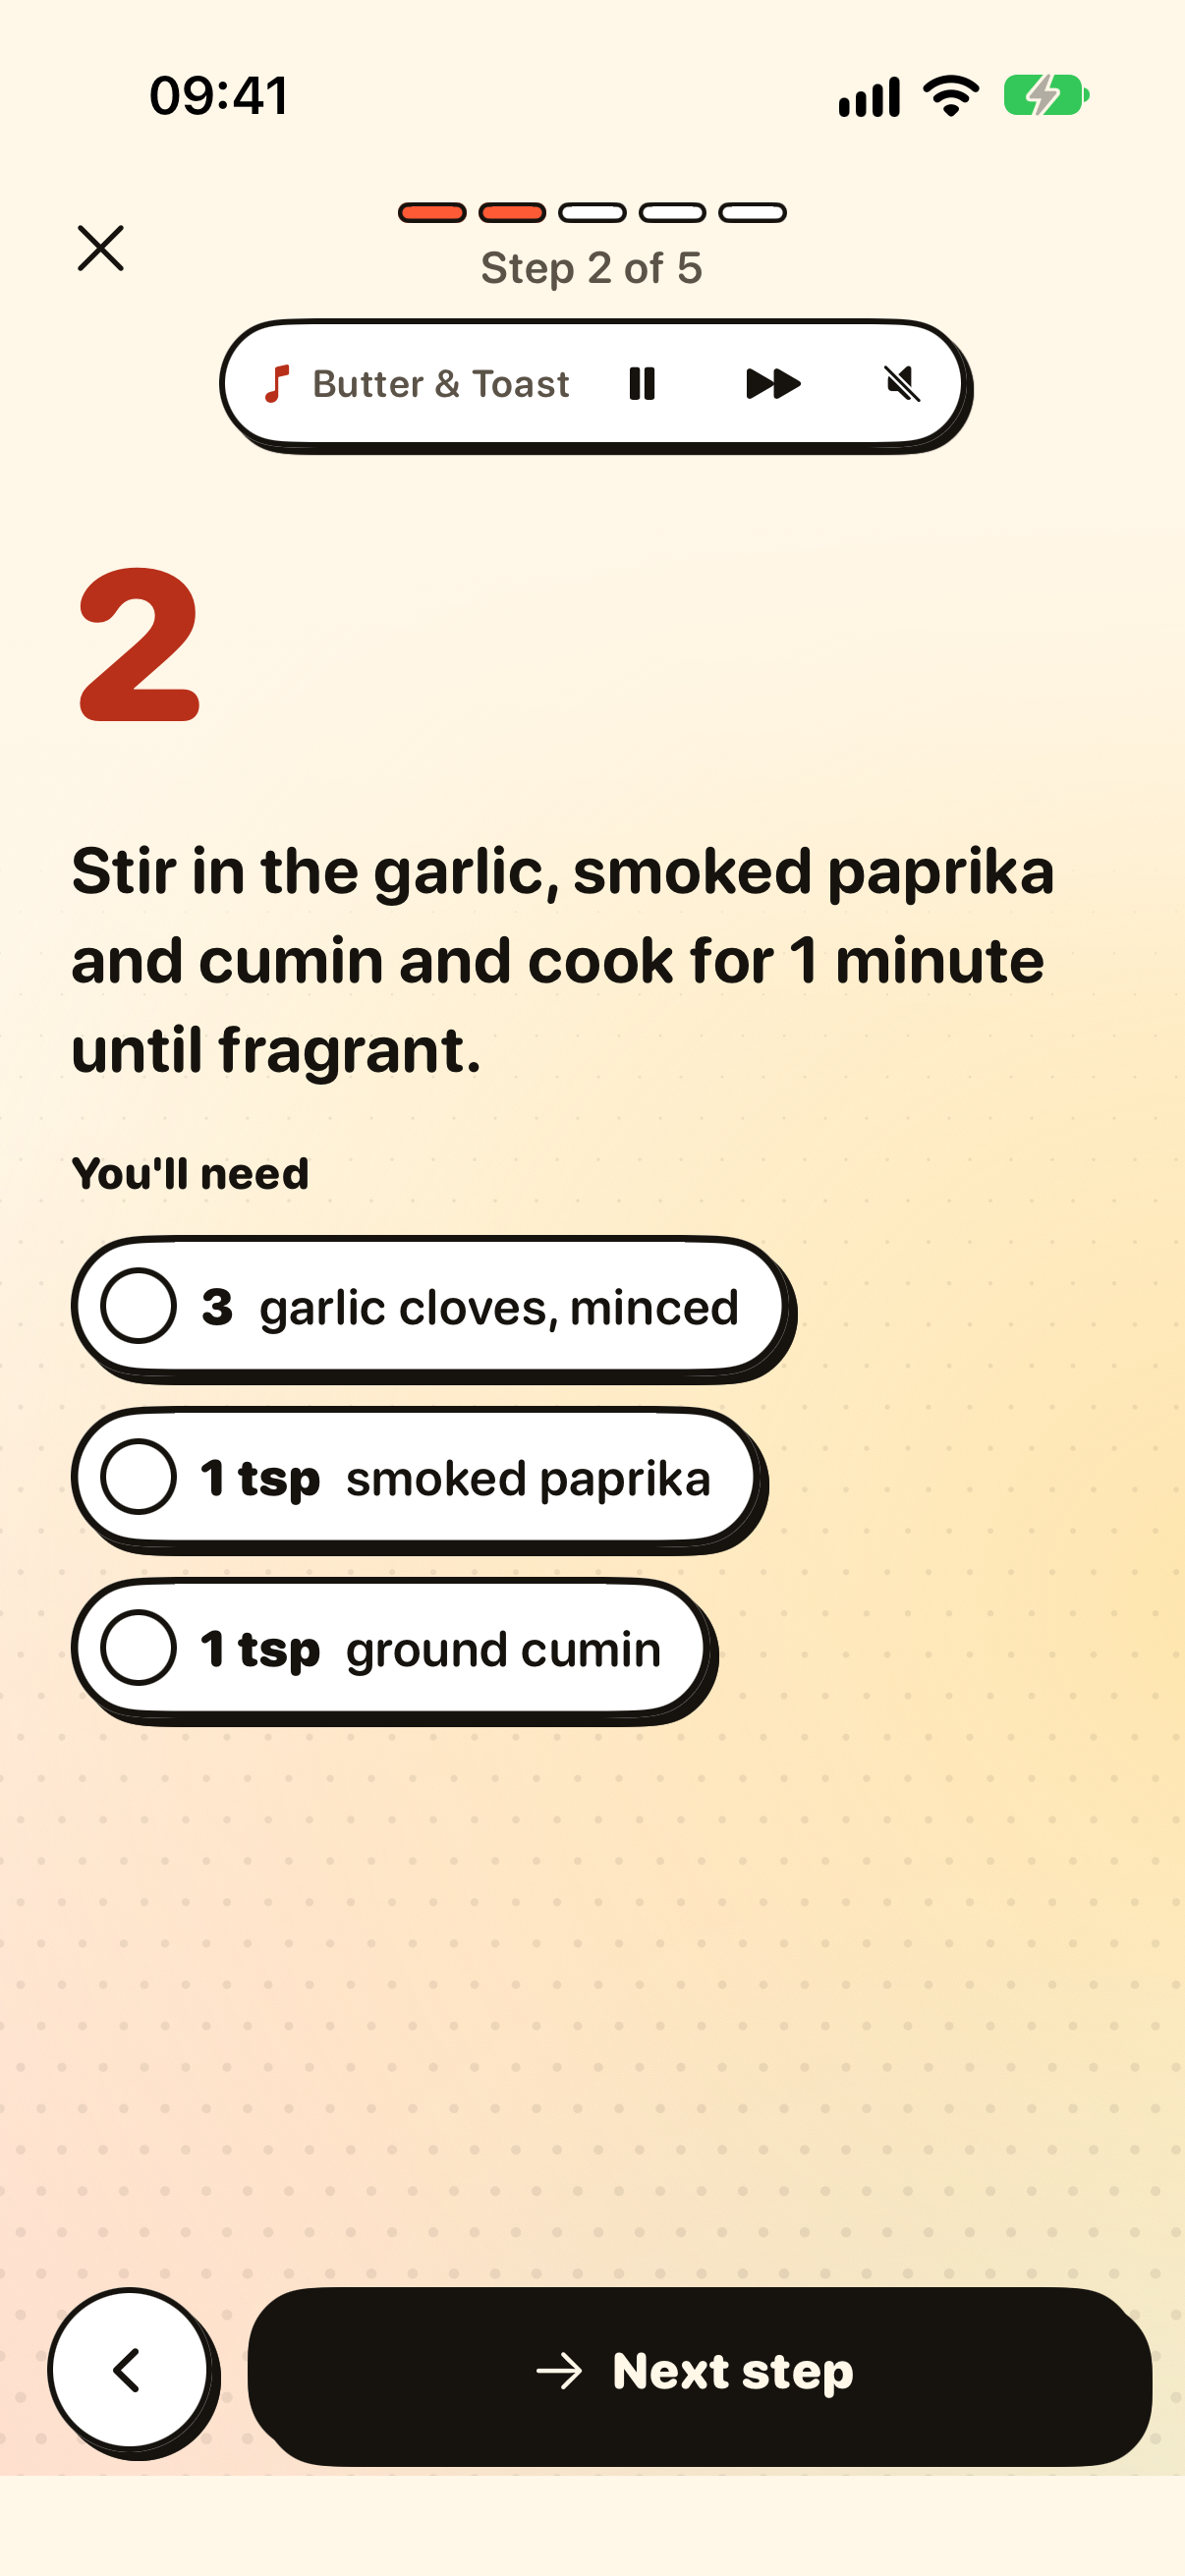 09:41
Step 2 of 5
Butter & Toast
2
Stir in the garlic, smoked paprika
and cumin and cook for 1 minute
until fragrant.
You'll need
3 garlic cloves, minced
1 tsp smoked paprika
1 tsp ground cumin
Next step